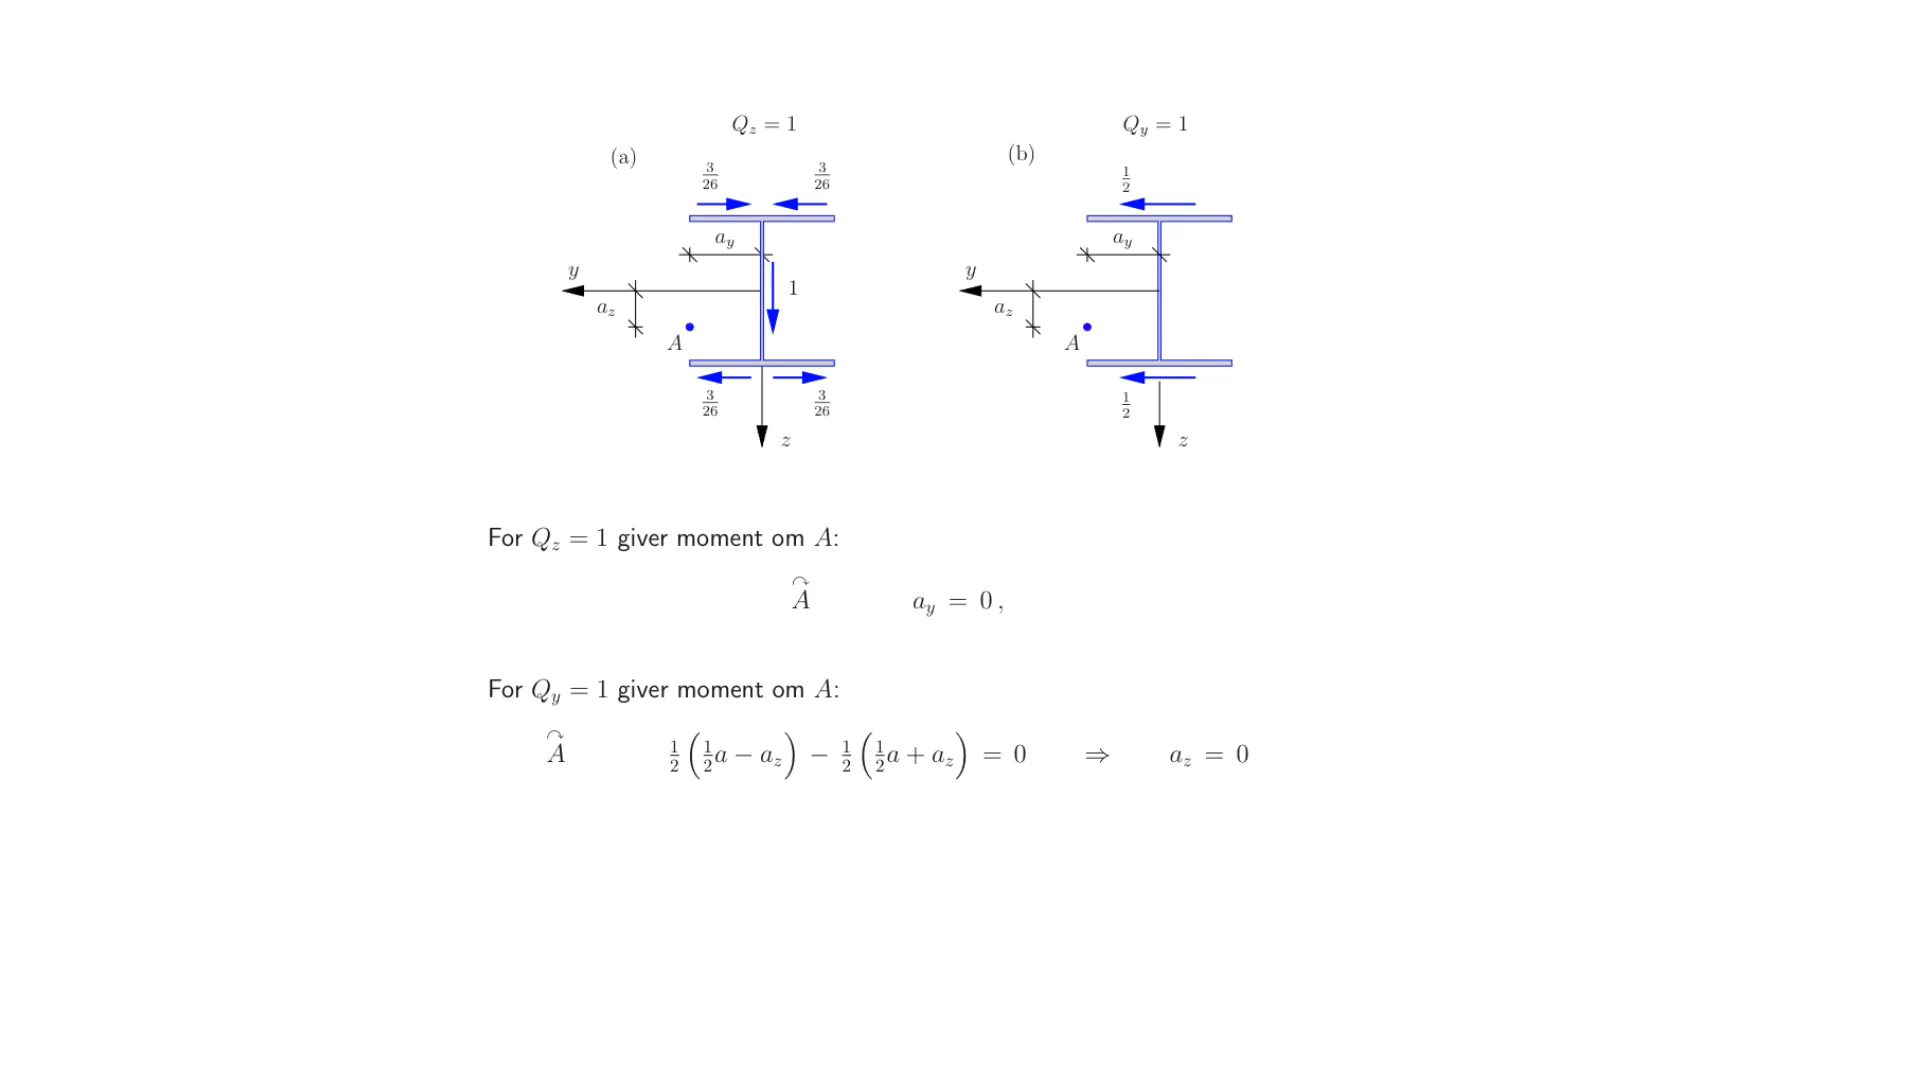 Q_z = 1
Q_y = 1
(a)
(b)
3/26 3/26
1/2
a_y
a_y
y
y
1
a_z
a_z
A
A
3/26 3/26
1/2
z
z
For Q_z = 1 giver moment om A:
A↷ a_y = 0 ,
For Q_y = 1 giver moment om A:
A↷ 1/2 (1/2 a − a_z) − 1/2 (1/2 a + a_z) = 0 ⇒ a_z = 0